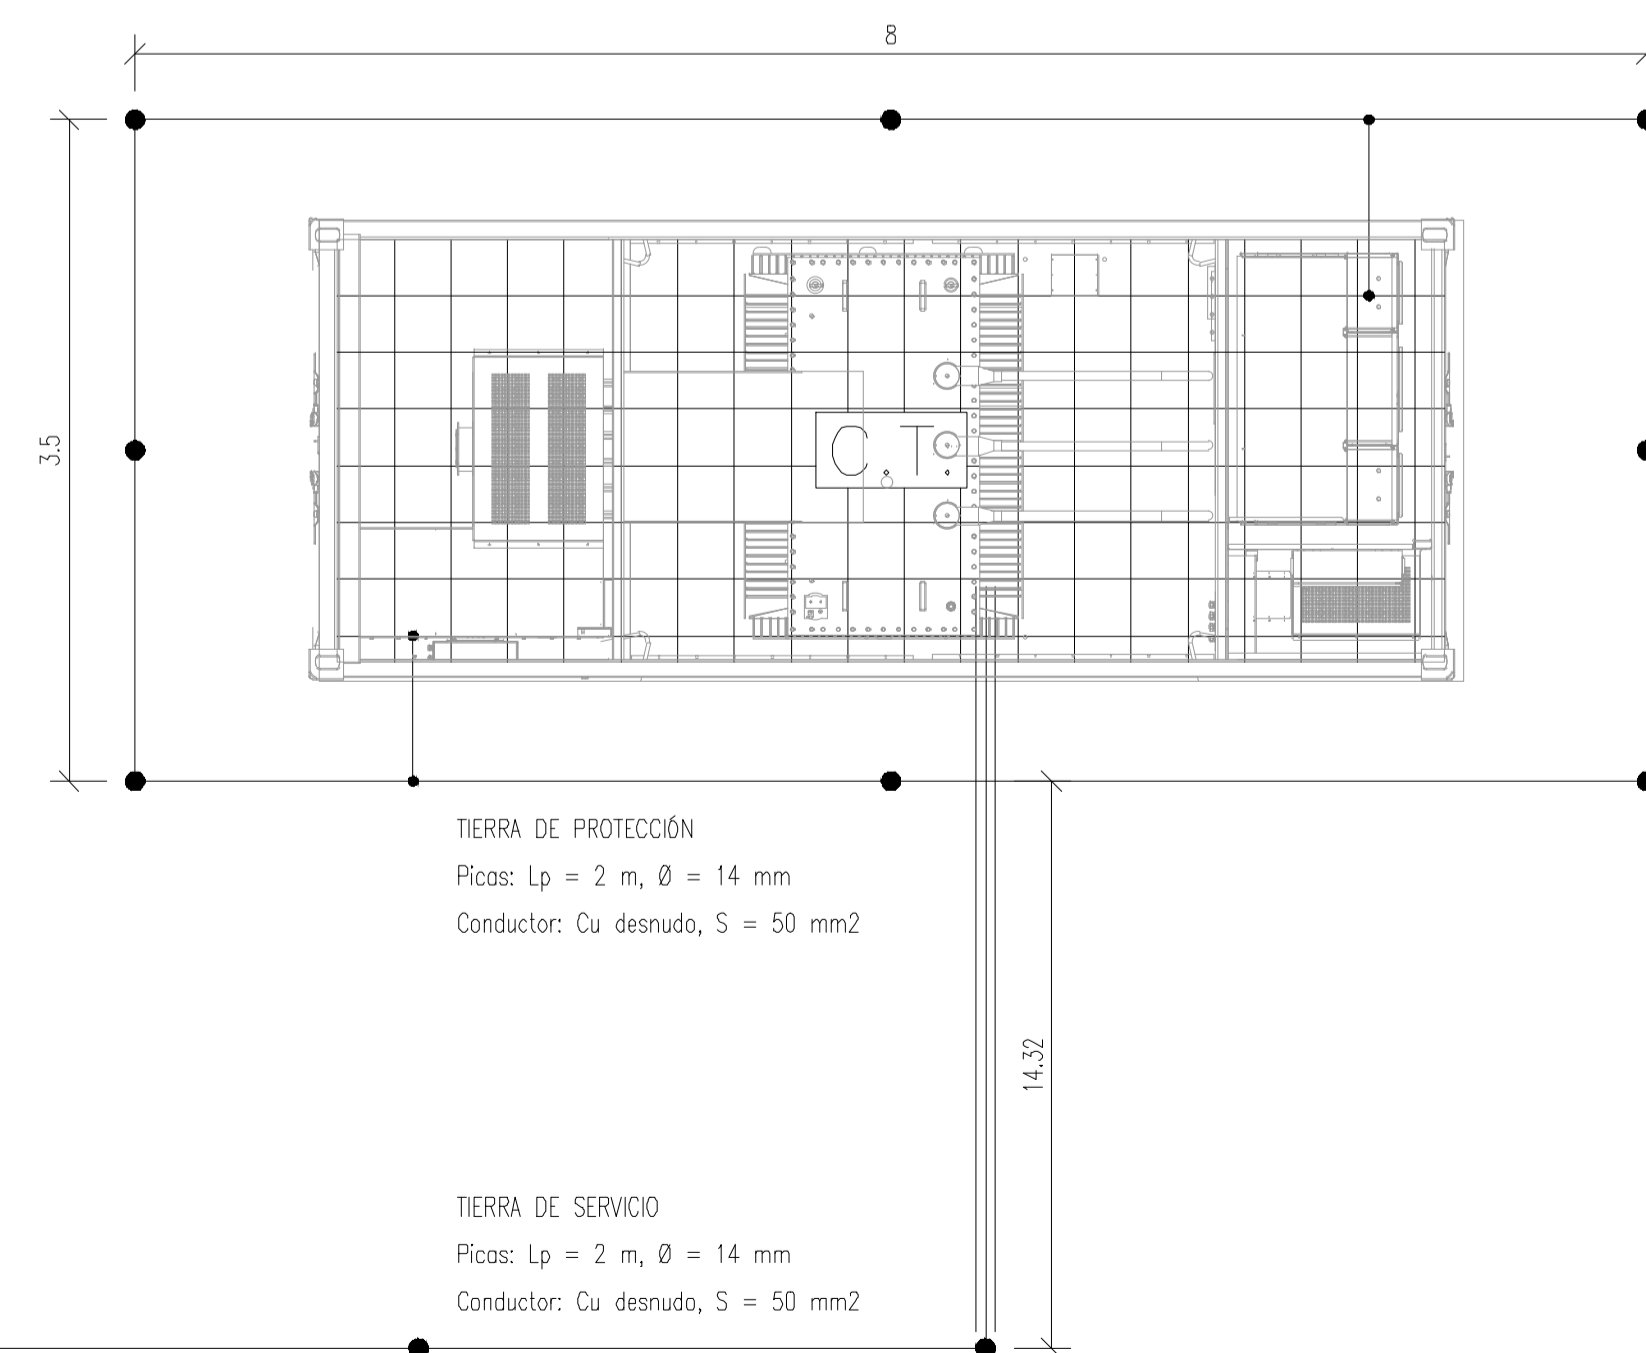 8
3.5
C.T.
TIERRA DE PROTECCIÓN
Picas: Lp = 2 m, Ø = 14 mm
Conductor: Cu desnudo, S = 50 mm2
14.32
TIERRA DE SERVICIO
Picas: Lp = 2 m, Ø = 14 mm
Conductor: Cu desnudo, S = 50 mm2